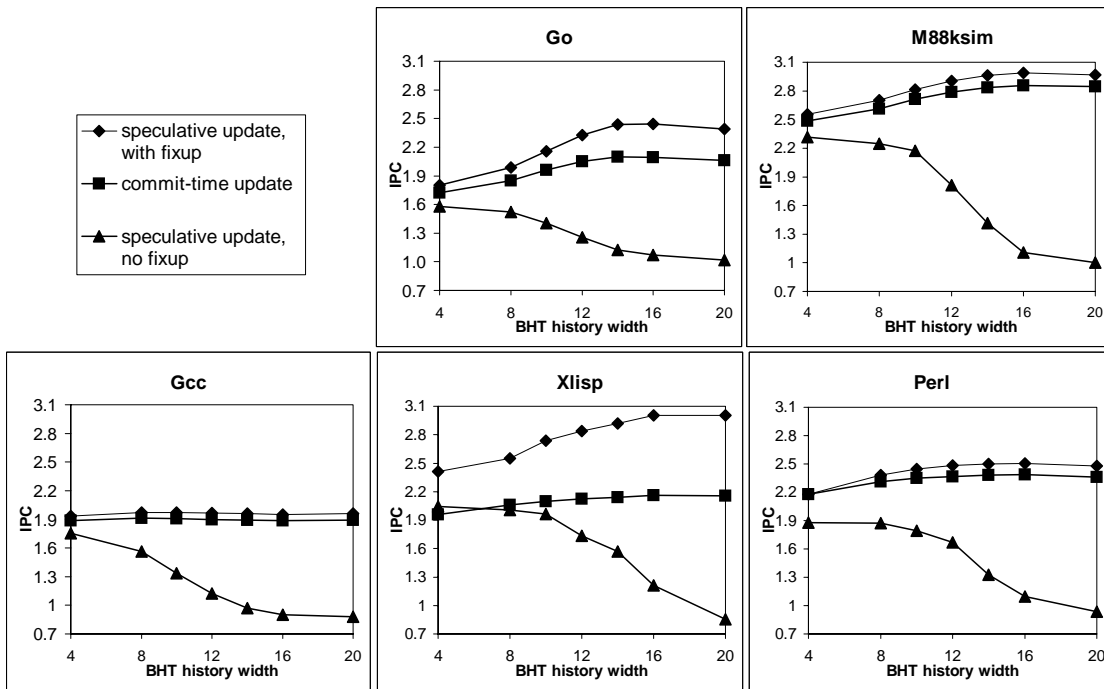 speculative update,
with fixup
commit-time update
speculative update,
no fixup
Go
3.1
2.8
2.5
2.2
1.9
1.6
1.3
1.0
0.7
IPC
4 8 12 16 20
BHT history width
M88ksim
3.1
2.8
2.5
2.2
1.9
1.6
1.3
1
0.7
IPC
4 8 12 16 20
BHT history width
Gcc
3.1
2.8
2.5
2.2
1.9
1.6
1.3
1
0.7
IPC
4 8 12 16 20
BHT history width
Xlisp
3.1
2.8
2.5
2.2
1.9
1.6
1.3
1
0.7
IPC
4 8 12 16 20
BHT history width
Perl
3.1
2.8
2.5
2.2
1.9
1.6
1.3
1
0.7
IPC
4 8 12 16 20
BHT history width